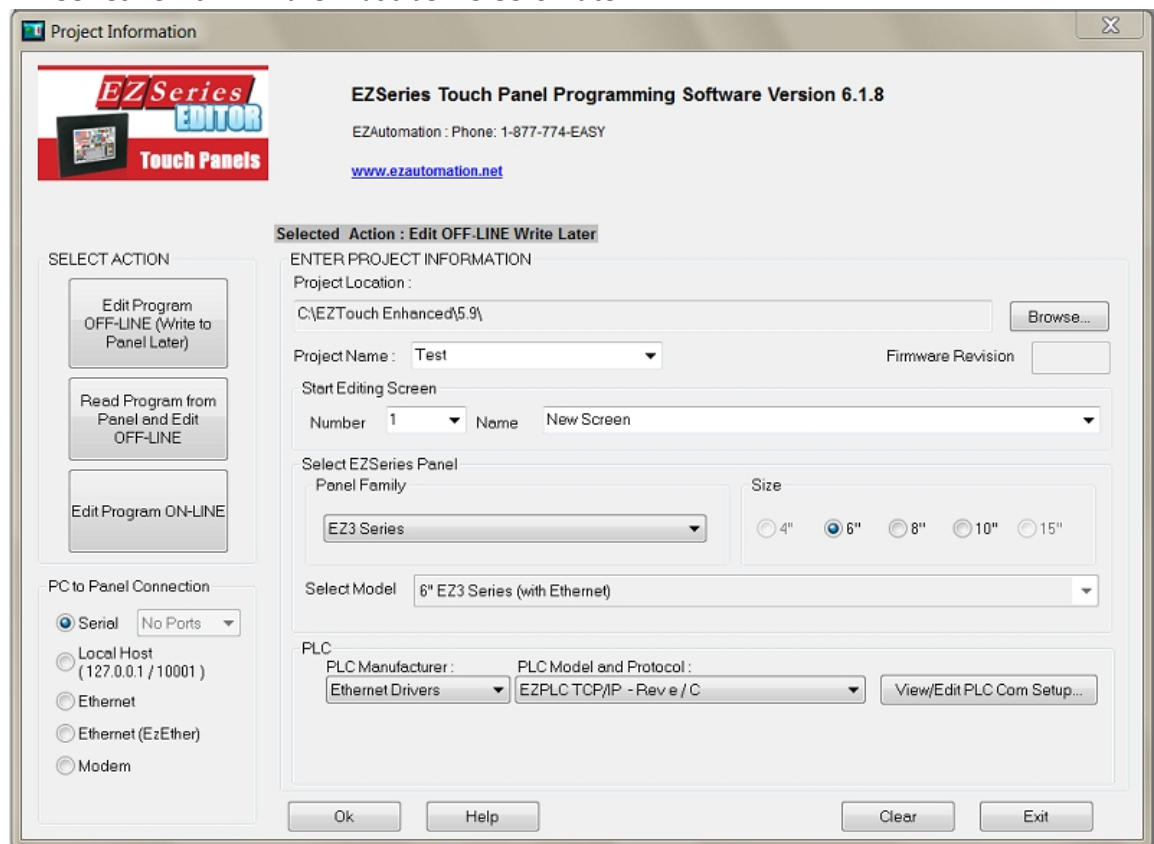 Project Information
EZSeries
EDITOR
Touch Panels
EZSeries Touch Panel Programming Software Version 6.1.8
EZAutomation : Phone: 1-877-774-EASY
www.ezautomation.net
Selected Action : Edit OFF-LINE Write Later
SELECT ACTION
Edit Program
OFF-LINE (Write to
Panel Later)
Read Program from
Panel and Edit
OFF-LINE
Edit Program ON-LINE
PC to Panel Connection
Serial No Ports
Local Host
(127.0.0.1 / 10001 )
Ethernet
Ethernet (EzEther)
Modem
ENTER PROJECT INFORMATION
Project Location :
C:\EZTouch Enhanced\5.9\ Browse...
Project Name : Test Firmware Revision
Start Editing Screen
Number 1 Name New Screen
Select EZSeries Panel
Panel Family
EZ3 Series
Size
4" 6" 8" 10" 15"
Select Model 6" EZ3 Series (with Ethernet)
PLC
PLC Manufacturer : PLC Model and Protocol :
Ethernet Drivers EZPLC TCP/IP - Rev e / C View/Edit PLC Com Setup...
Ok Help Clear Exit